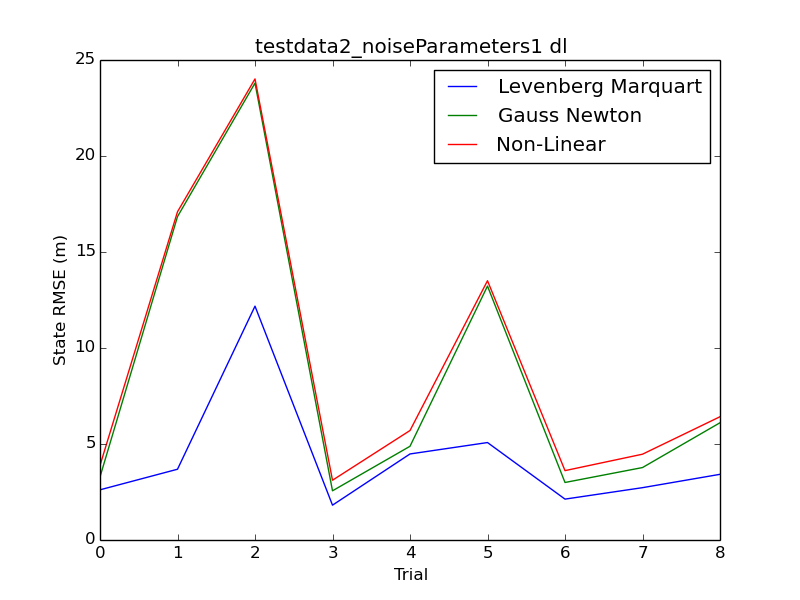 testdata2_noiseParameters1 dl
Levenberg Marquart
Gauss Newton
Non-Linear
State RMSE (m)
25
20
15
10
5
0
0 1 2 3 4 5 6 7 8
Trial